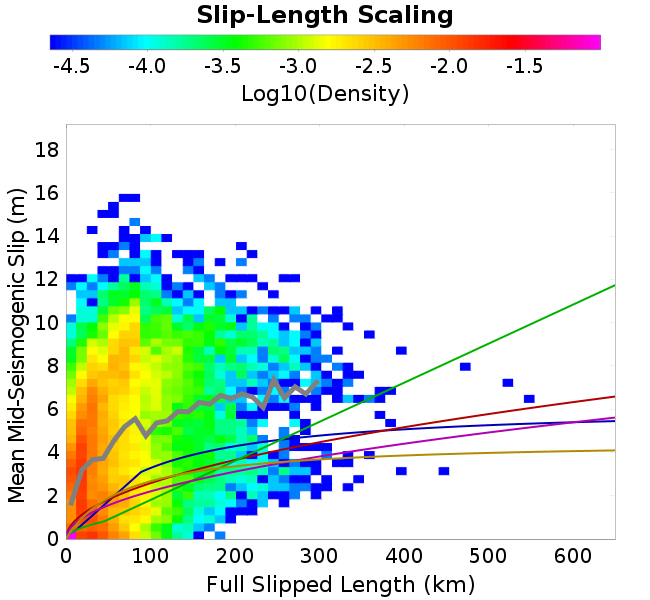 Slip-Length Scaling
-4.5 -4.0 -3.5 -3.0 -2.5 -2.0 -1.5
Log10(Density)
Mean Mid-Seismogenic Slip (m)
18
16
14
12
10
8
6
4
2
0
0 100 200 300 400 500 600
Full Slipped Length (km)